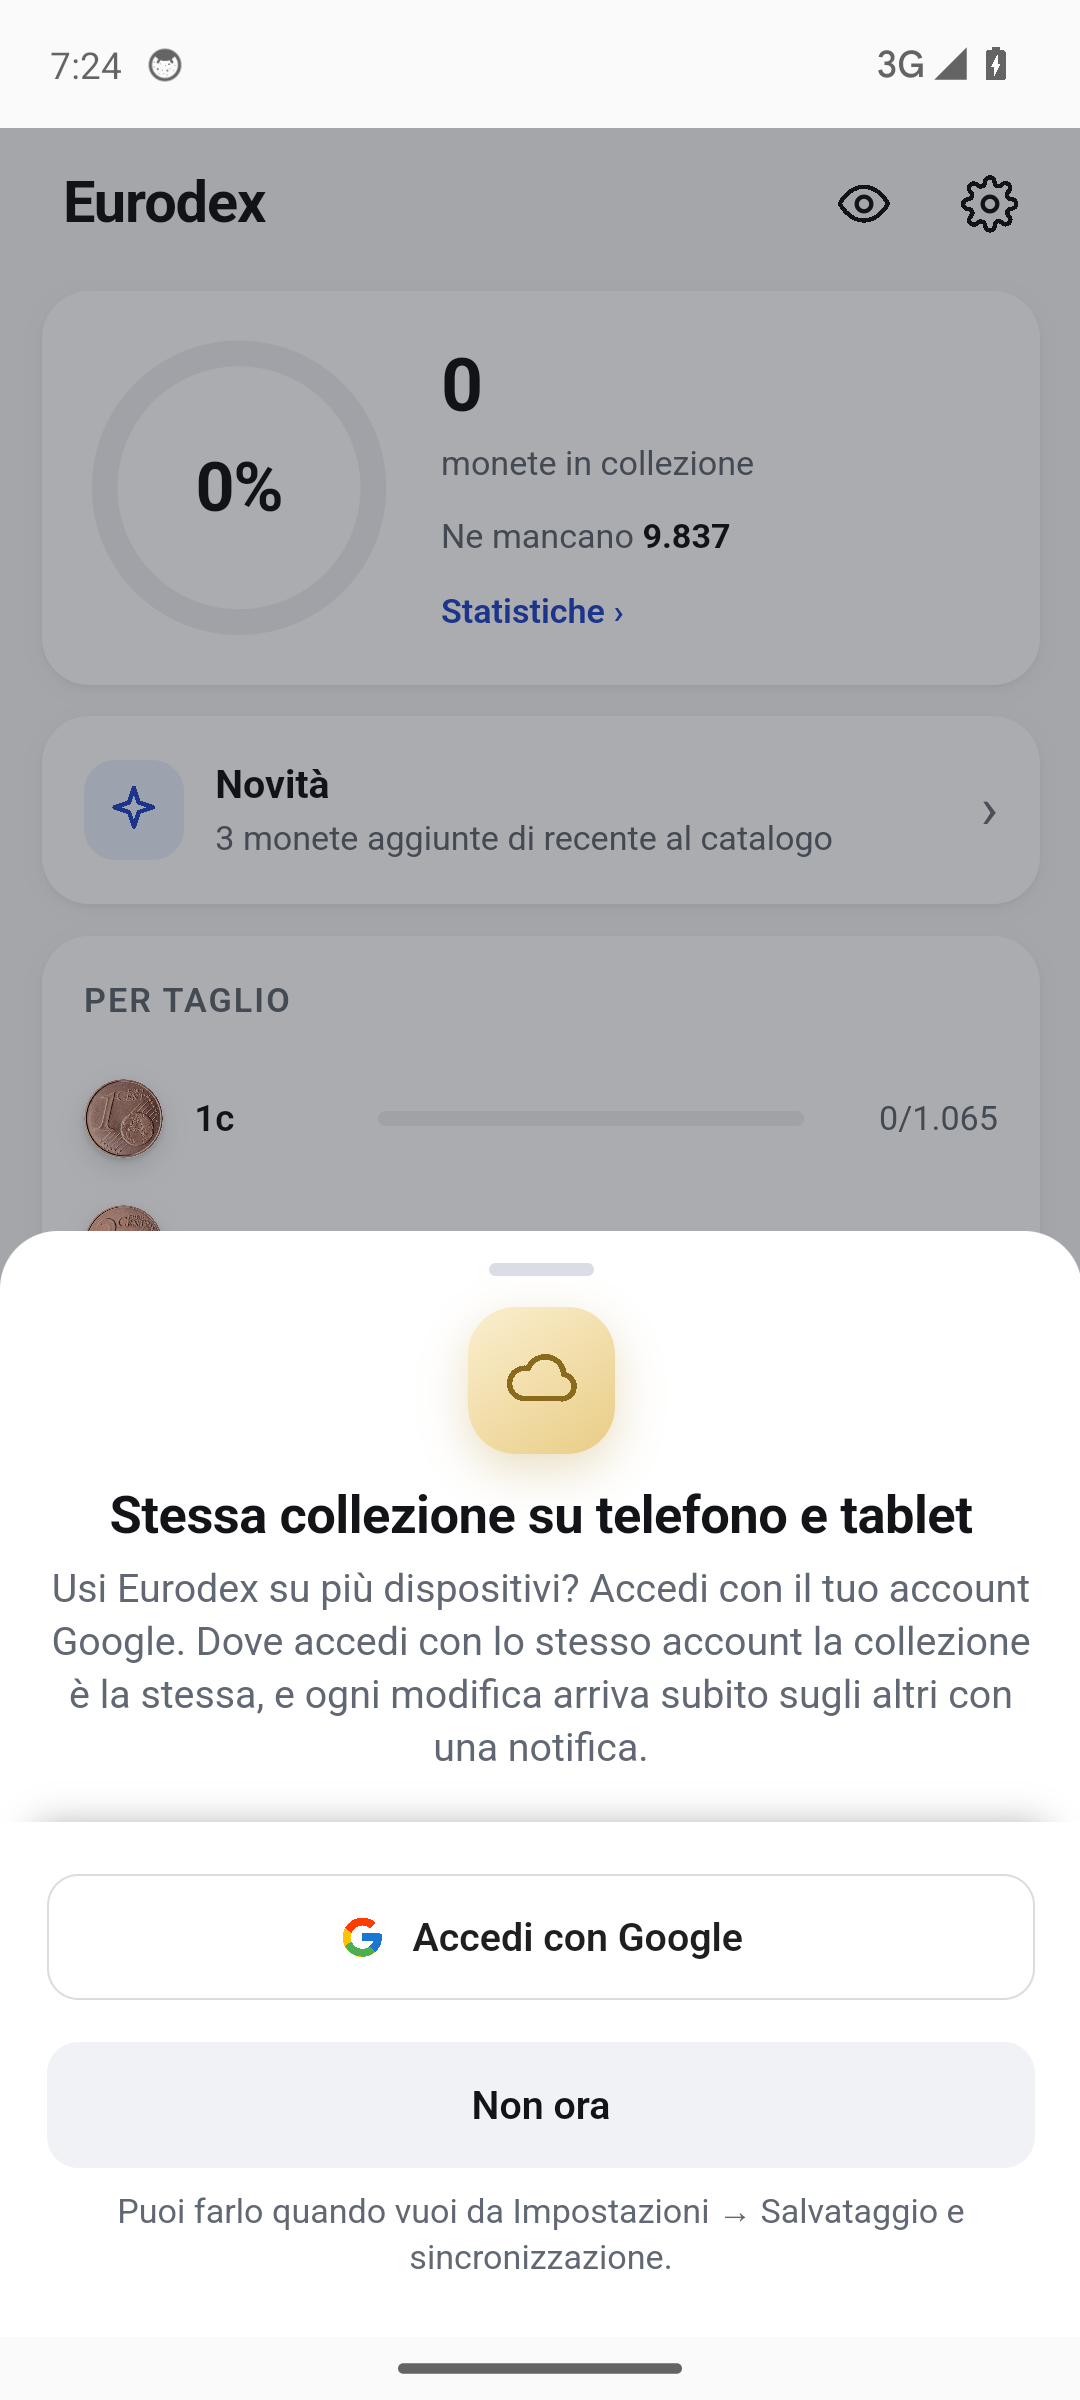 7:24
3G
Eurodex
0%
0
monete in collezione
Ne mancano 9.837
Statistiche ›
Novità
3 monete aggiunte di recente al catalogo
PER TAGLIO
1c
0/1.065
Stessa collezione su telefono e tablet
Usi Eurodex su più dispositivi? Accedi con il tuo account
Google. Dove accedi con lo stesso account la collezione
è la stessa, e ogni modifica arriva subito sugli altri con
una notifica.
Accedi con Google
Non ora
Puoi farlo quando vuoi da Impostazioni → Salvataggio e
sincronizzazione.